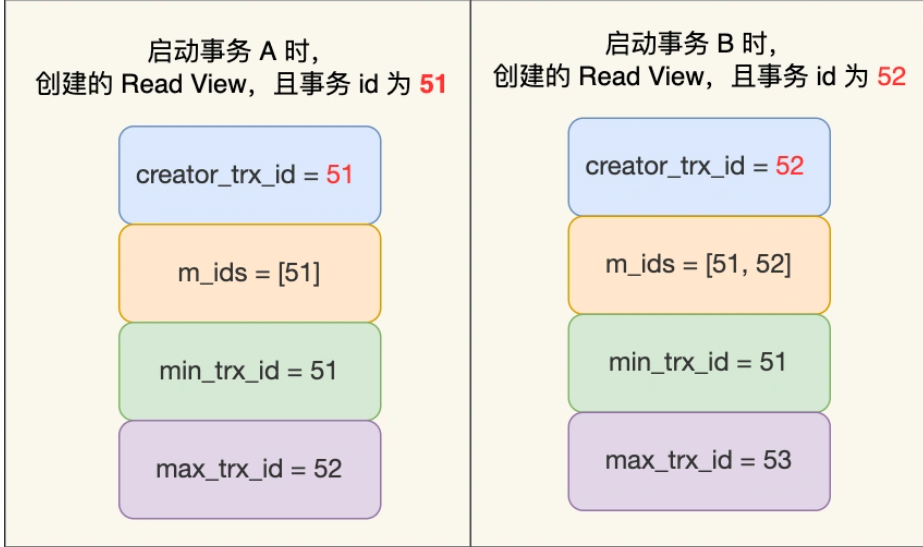 启动事务 A 时，
创建的 Read View，且事务 id 为 51
creator_trx_id = 51
m_ids = [51]
min_trx_id = 51
max_trx_id = 52
启动事务 B 时，
创建的 Read View，且事务 id 为 52
creator_trx_id = 52
m_ids = [51, 52]
min_trx_id = 51
max_trx_id = 53